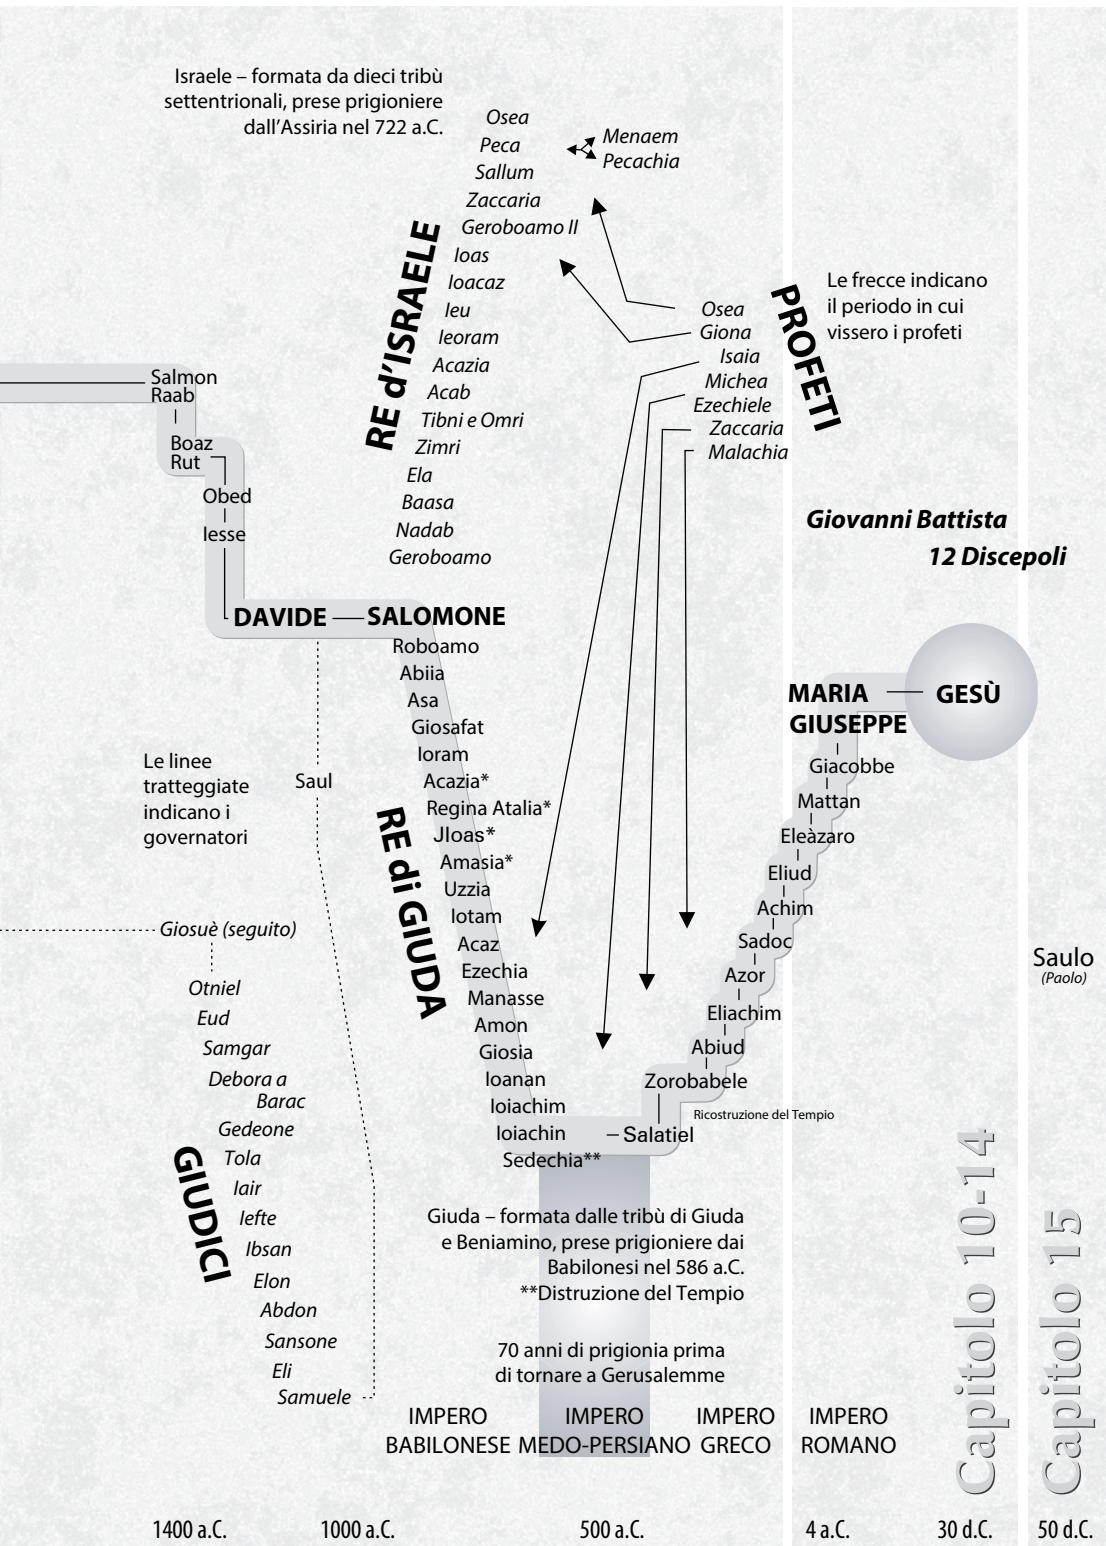 Israele – formata da dieci tribù
settentrionali, prese prigioniere
dall'Assiria nel 722 a.C.
Osea
Peca
Sallum
Zaccaria
Geroboamo II
Ioas
Ioacaz
Ieu
Ieoram
Acazia
Acab
Tibni e Omri
Zimri
Ela
Baasa
Nadab
Geroboamo
Menaem
Pecachia
RE d'ISRAELE
PROFETI
Le frecce indicano
il periodo in cui
vissero i profeti
Osea
Giona
Isaia
Michea
Ezechiele
Zaccaria
Malachia
Salmon
Raab
Boaz
Rut
Obed
Iesse
DAVIDE
SALOMONE
Giovanni Battista
12 Discepoli
Roboamo
Abiia
Asa
Giosafat
Ioram
Acazia*
Regina Atalia*
JIoas*
Amasia*
Uzzia
Iotam
Acaz
Ezechia
Manasse
Amon
Giosia
Ioanan
Ioiachim
Ioiachin
Sedechia**
RE di GIUDA
MARIA
GIUSEPPE
GESÙ
Giacobbe
Mattan
Eleàzaro
Eliud
Achim
Sadoc
Azor
Eliachim
Abiud
Zorobabele
Salatiel
Ricostruzione del Tempio
Le linee
tratteggiate
indicano i
governatori
Saul
Giosuè (seguito)
Otniel
Eud
Samgar
Debora a
Barac
Gedeone
Tola
Iair
Iefte
Ibsan
Elon
Abdon
Sansone
Eli
Samuele
GIUDICI
Saulo
(Paolo)
Giuda – formata dalle tribù di Giuda
e Beniamino, prese prigioniere dai
Babilonesi nel 586 a.C.
**Distruzione del Tempio
70 anni di prigionia prima
di tornare a Gerusalemme
IMPERO
BABILONESE
IMPERO
MEDO-PERSIANO
IMPERO
GRECO
IMPERO
ROMANO
Capitolo 10-14
Capitolo 15
1400 a.C.
1000 a.C.
500 a.C.
4 a.C.
30 d.C.
50 d.C.